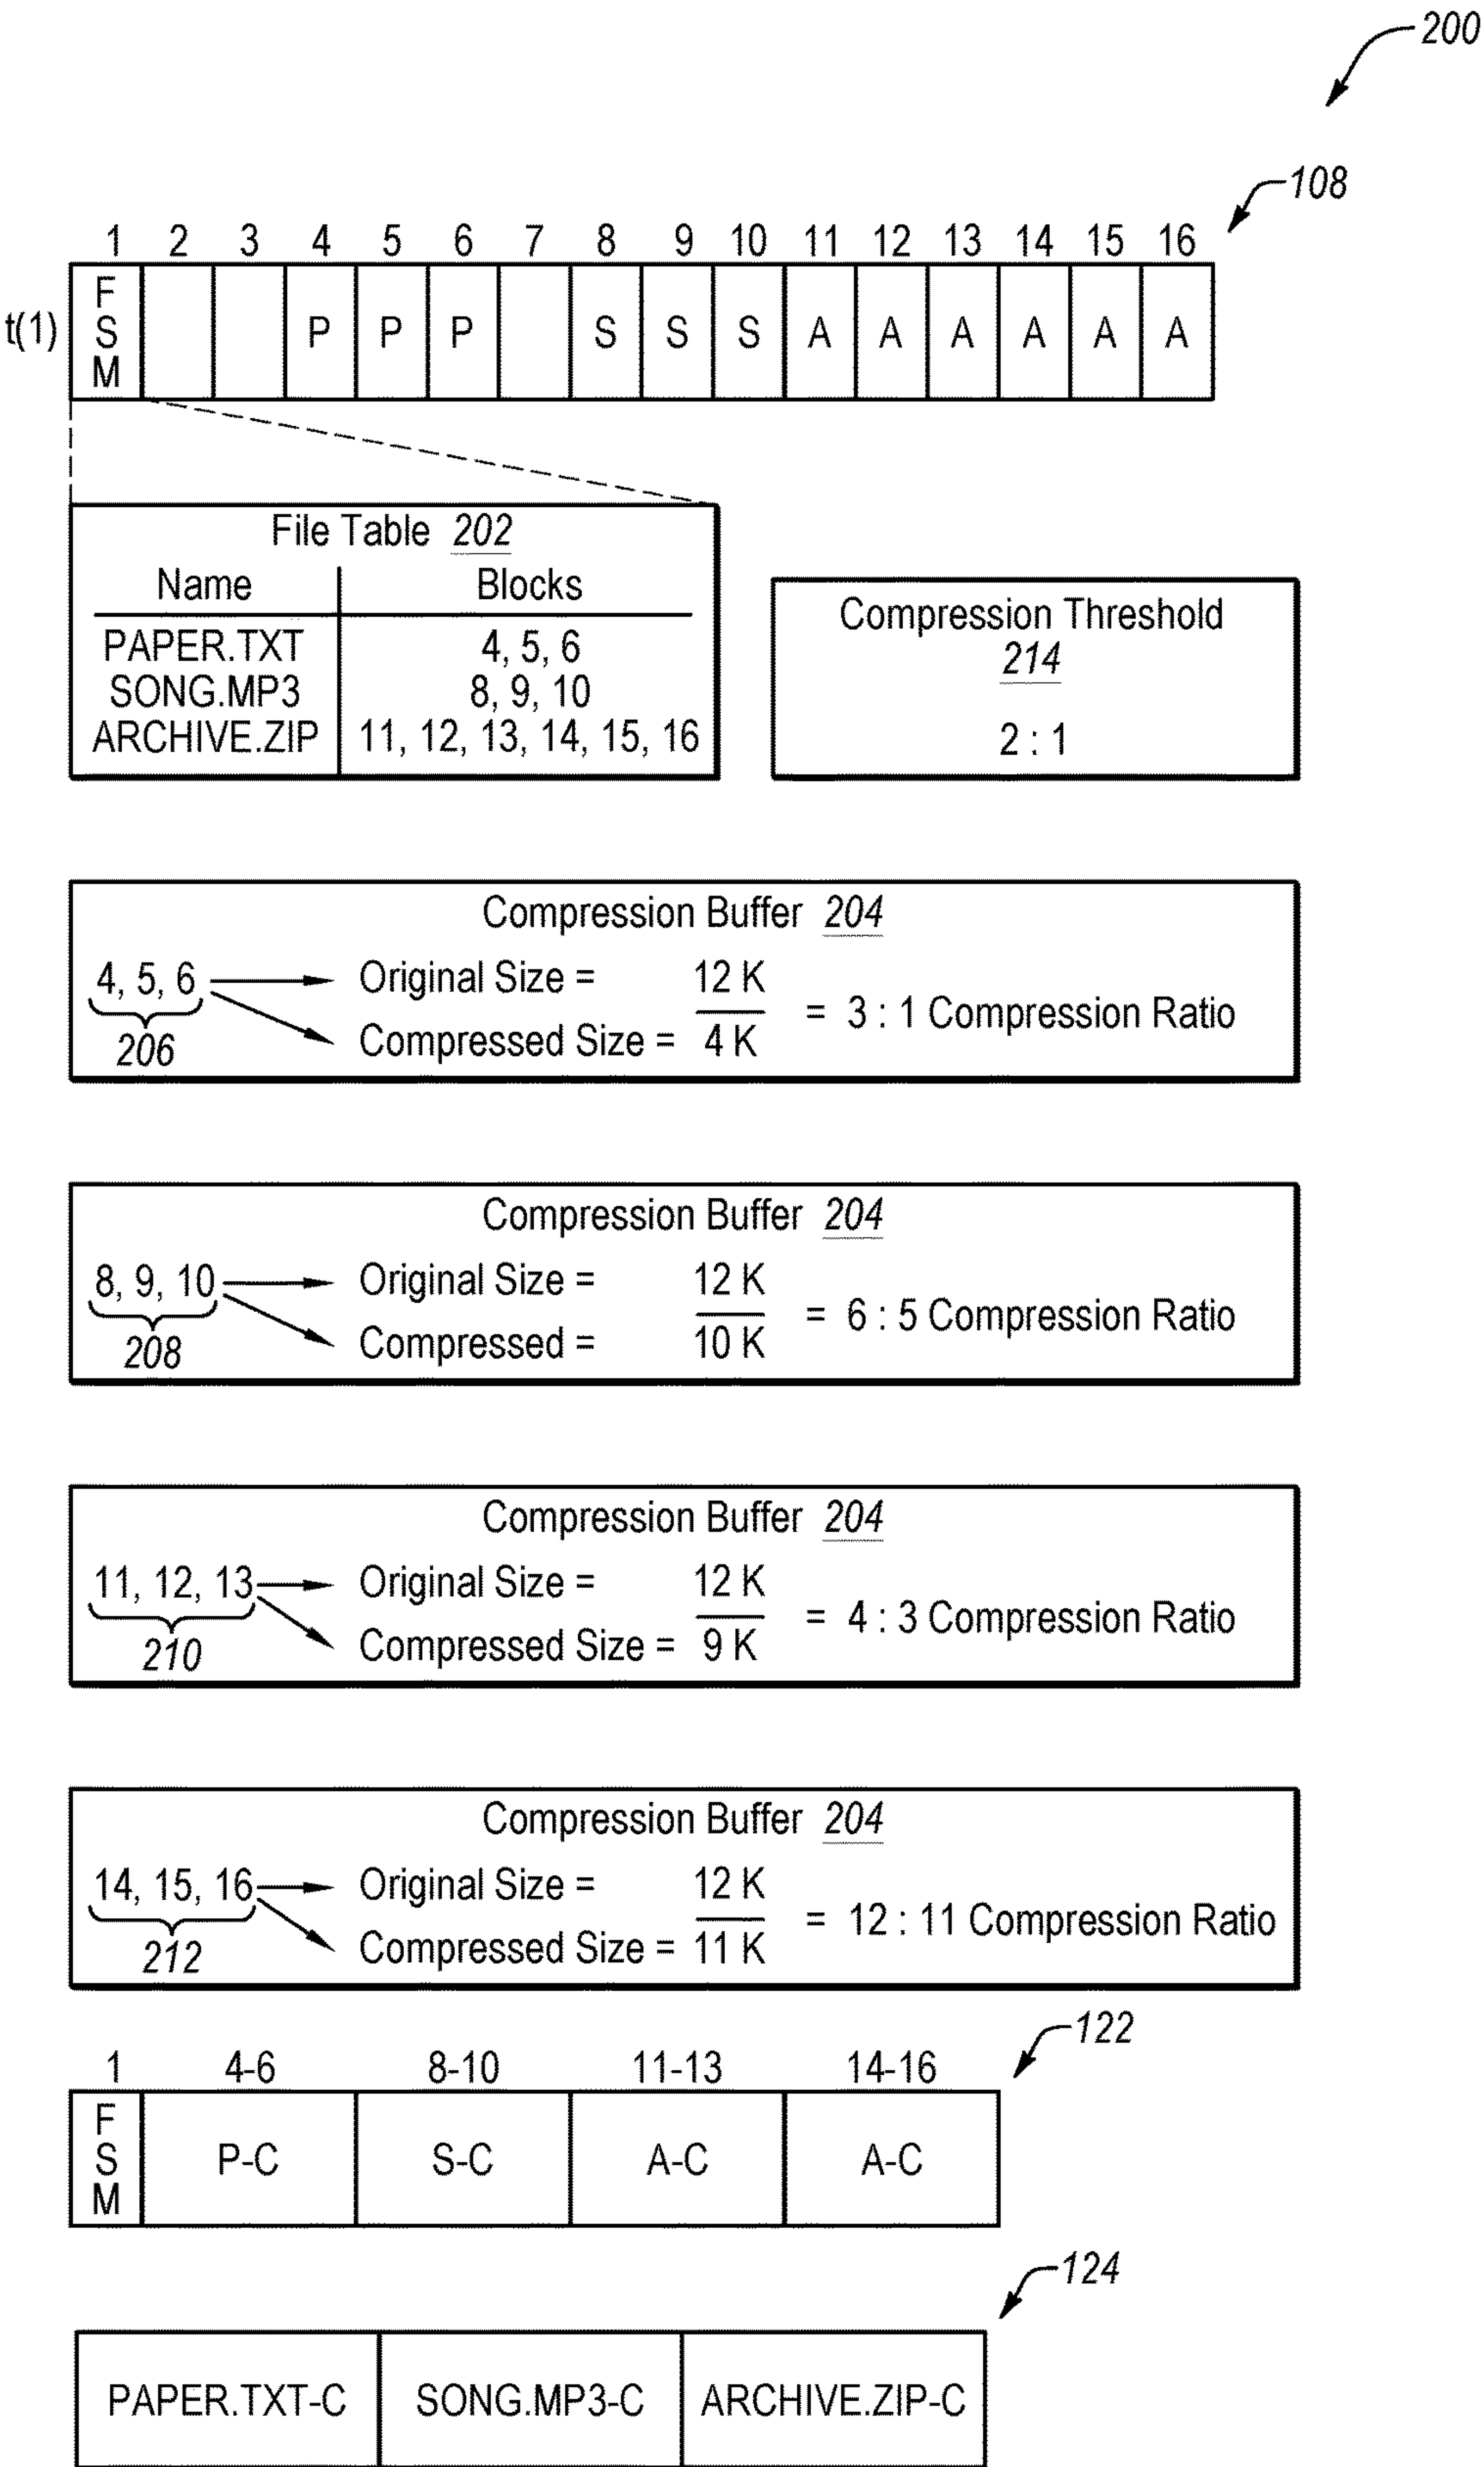 200
108
1 2 3 4 5 6 7 8 9 10 11 12 13 14 15 16
t(1) F S M P P P S S S A A A A A A
File Table 202
Name Blocks
PAPER.TXT 4, 5, 6
SONG.MP3 8, 9, 10
ARCHIVE.ZIP 11, 12, 13, 14, 15, 16
Compression Threshold
214
2 : 1
Compression Buffer 204
4, 5, 6 Original Size = 12 K
= 3 : 1 Compression Ratio
206 Compressed Size = 4 K
Compression Buffer 204
8, 9, 10 Original Size = 12 K
= 6 : 5 Compression Ratio
208 Compressed = 10 K
Compression Buffer 204
11, 12, 13 Original Size = 12 K
= 4 : 3 Compression Ratio
210 Compressed Size = 9 K
Compression Buffer 204
14, 15, 16 Original Size = 12 K
= 12 : 11 Compression Ratio
212 Compressed Size = 11 K
122
1 4-6 8-10 11-13 14-16
F S M P-C S-C A-C A-C
124
PAPER.TXT-C SONG.MP3-C ARCHIVE.ZIP-C